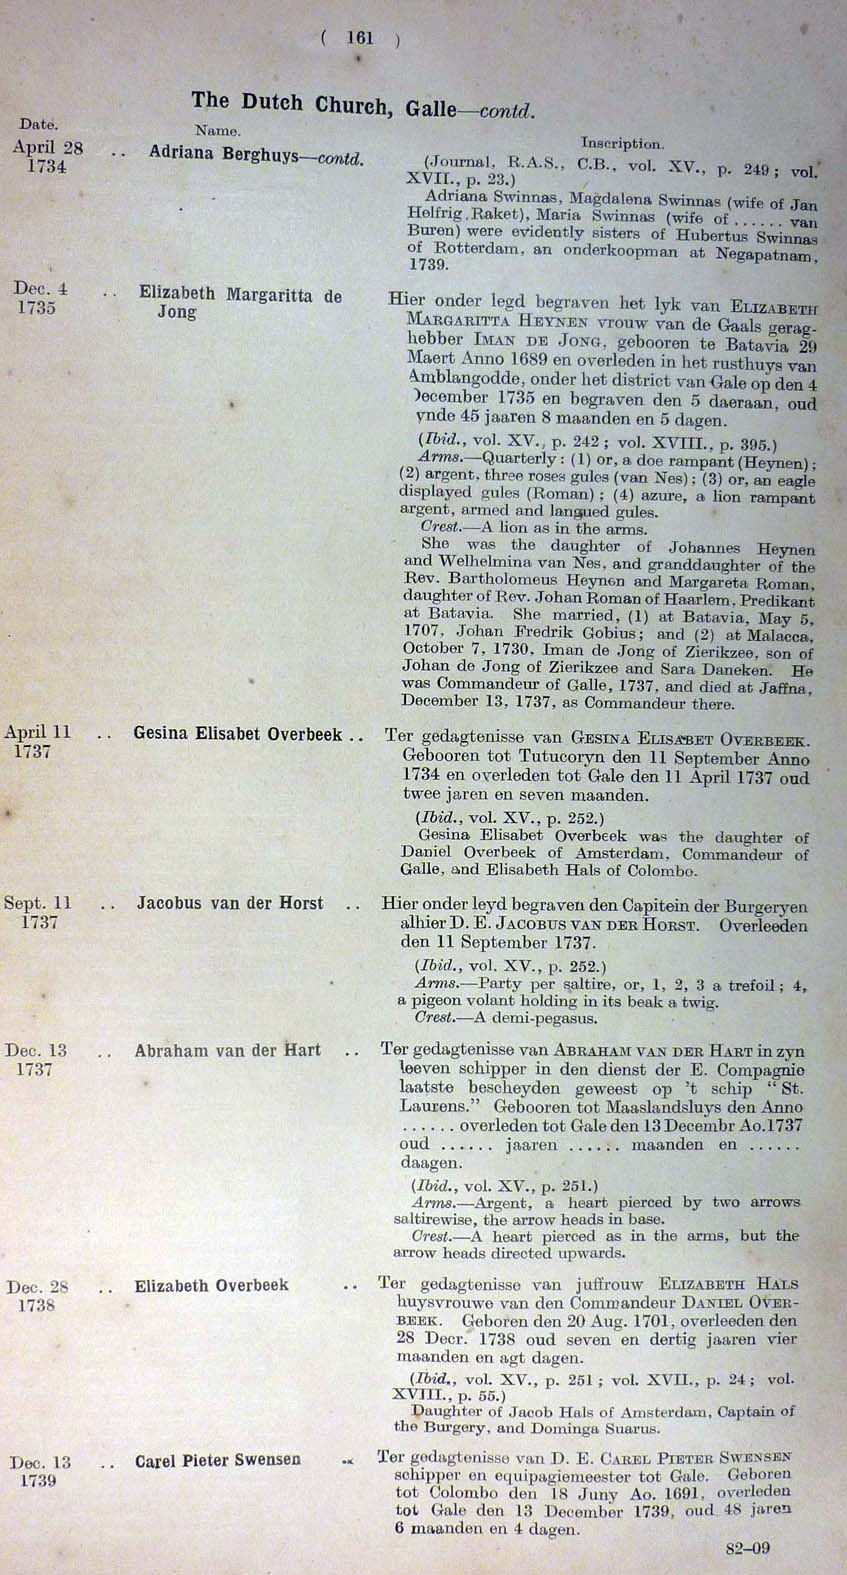 ( 161 )
The Dutch Church, Galle—contd.
Date.
Name.
Inscription.
April 28 .. Adriana Berghuys—contd.
1734
(Journal, R.A.S., C.B., vol. XV., p. 249; vol.
XVII., p. 23.)
Adriana Swinnas, Magdalena Swinnas (wife of Jan
Helfrig Raket), Maria Swinnas (wife of ...... van
Buren) were evidently sisters of Hubertus Swinnas
of Rotterdam, an onderkoopman at Negapatnam,
1739.
Dec. 4 .. Elizabeth Margaritta de
1735 Jong
Hier onder legd begraven het lyk van ELIZABETH
MARGARITTA HEYNEN vrouw van de Gaals gerag-
hebber IMAN DE JONG, gebooren te Batavia 29
Maert Anno 1689 en overleden in het rusthuys van
Amblangodde, onder het district van Gale op den 4
December 1735 en begraven den 5 daeraan, oud
ynde 45 jaaren 8 maanden en 5 dagen.
(Ibid., vol. XV., p. 242; vol. XVIII., p. 395.)
Arms.—Quarterly: (1) or, a doe rampant (Heynen);
(2) argent, three roses gules (van Nes); (3) or, an eagle
displayed gules (Roman); (4) azure, a lion rampant
argent, armed and langued gules.
Crest.—A lion as in the arms.
She was the daughter of Johannes Heynen
and Welhelmina van Nes, and granddaughter of the
Rev. Bartholomeus Heynen and Margareta Roman,
daughter of Rev. Johan Roman of Haarlem, Predikant
at Batavia. She married, (1) at Batavia, May 5,
1707, Johan Fredrik Gobius; and (2) at Malacca,
October 7, 1730, Iman de Jong of Zierikzee, son of
Johan de Jong of Zierikzee and Sara Daneken. He
was Commandeur of Galle, 1737, and died at Jaffna,
December 13, 1737, as Commandeur there.
April 11 .. Gesina Elisabet Overbeek ..
1737
Ter gedagtenisse van GESINA ELISABET OVERBEEK.
Gebooren tot Tutucoryn den 11 September Anno
1734 en overleden tot Gale den 11 April 1737 oud
twee jaren en seven maanden.
(Ibid., vol. XV., p. 252.)
Gesina Elisabet Overbeek was the daughter of
Daniel Overbeek of Amsterdam, Commandeur of
Galle, and Elisabeth Hals of Colombo.
Sept. 11 .. Jacobus van der Horst ..
1737
Hier onder leyd begraven den Capitein der Burgeryen
alhier D. E. JACOBUS VAN DER HORST. Overleeden
den 11 September 1737.
(Ibid., vol. XV., p. 252.)
Arms.—Party per saltire, or, 1, 2, 3 a trefoil; 4,
a pigeon volant holding in its beak a twig.
Crest.—A demi-pegasus.
Dec. 13 .. Abraham van der Hart ..
1737
Ter gedagtenisse van ABRAHAM VAN DER HART in zyn
leeven schipper in den dienst der E. Compagnie
laatste bescheyden geweest op 't schip "St.
Laurens." Gebooren tot Maaslandsluys den Anno
...... overleden tot Gale den 13 Decembr Ao.1737
oud ...... jaaren ...... maanden en ......
daagen.
(Ibid., vol. XV., p. 251.)
Arms.—Argent, a heart pierced by two arrows
saltirewise, the arrow heads in base.
Crest.—A heart pierced as in the arms, but the
arrow heads directed upwards.
Dec. 28 .. Elizabeth Overbeek ..
1738
Ter gedagtenisse van juffrouw ELIZABETH HALS
huysvrouwe van den Commandeur DANIEL OVER-
BEEK. Geboren den 20 Aug. 1701, overleeden den
28 Decr. 1738 oud seven en dertig jaaren vier
maanden en agt dagen.
(Ibid., vol. XV., p. 251; vol. XVII., p. 24; vol.
XVIII., p. 55.)
Daughter of Jacob Hals of Amsterdam, Captain of
the Burgery, and Dominga Suarus.
Dec. 13 .. Carel Pieter Swensen ..
1739
Ter gedagtenisse van D. E. CAREL PIETER SWENSEN
schipper en equipagiemeester tot Gale. Geboren
tot Colombo den 18 Juny Ao. 1691, overleden
tot Gale den 13 December 1739, oud 48 jaren
6 maanden en 4 dagen.
82–09